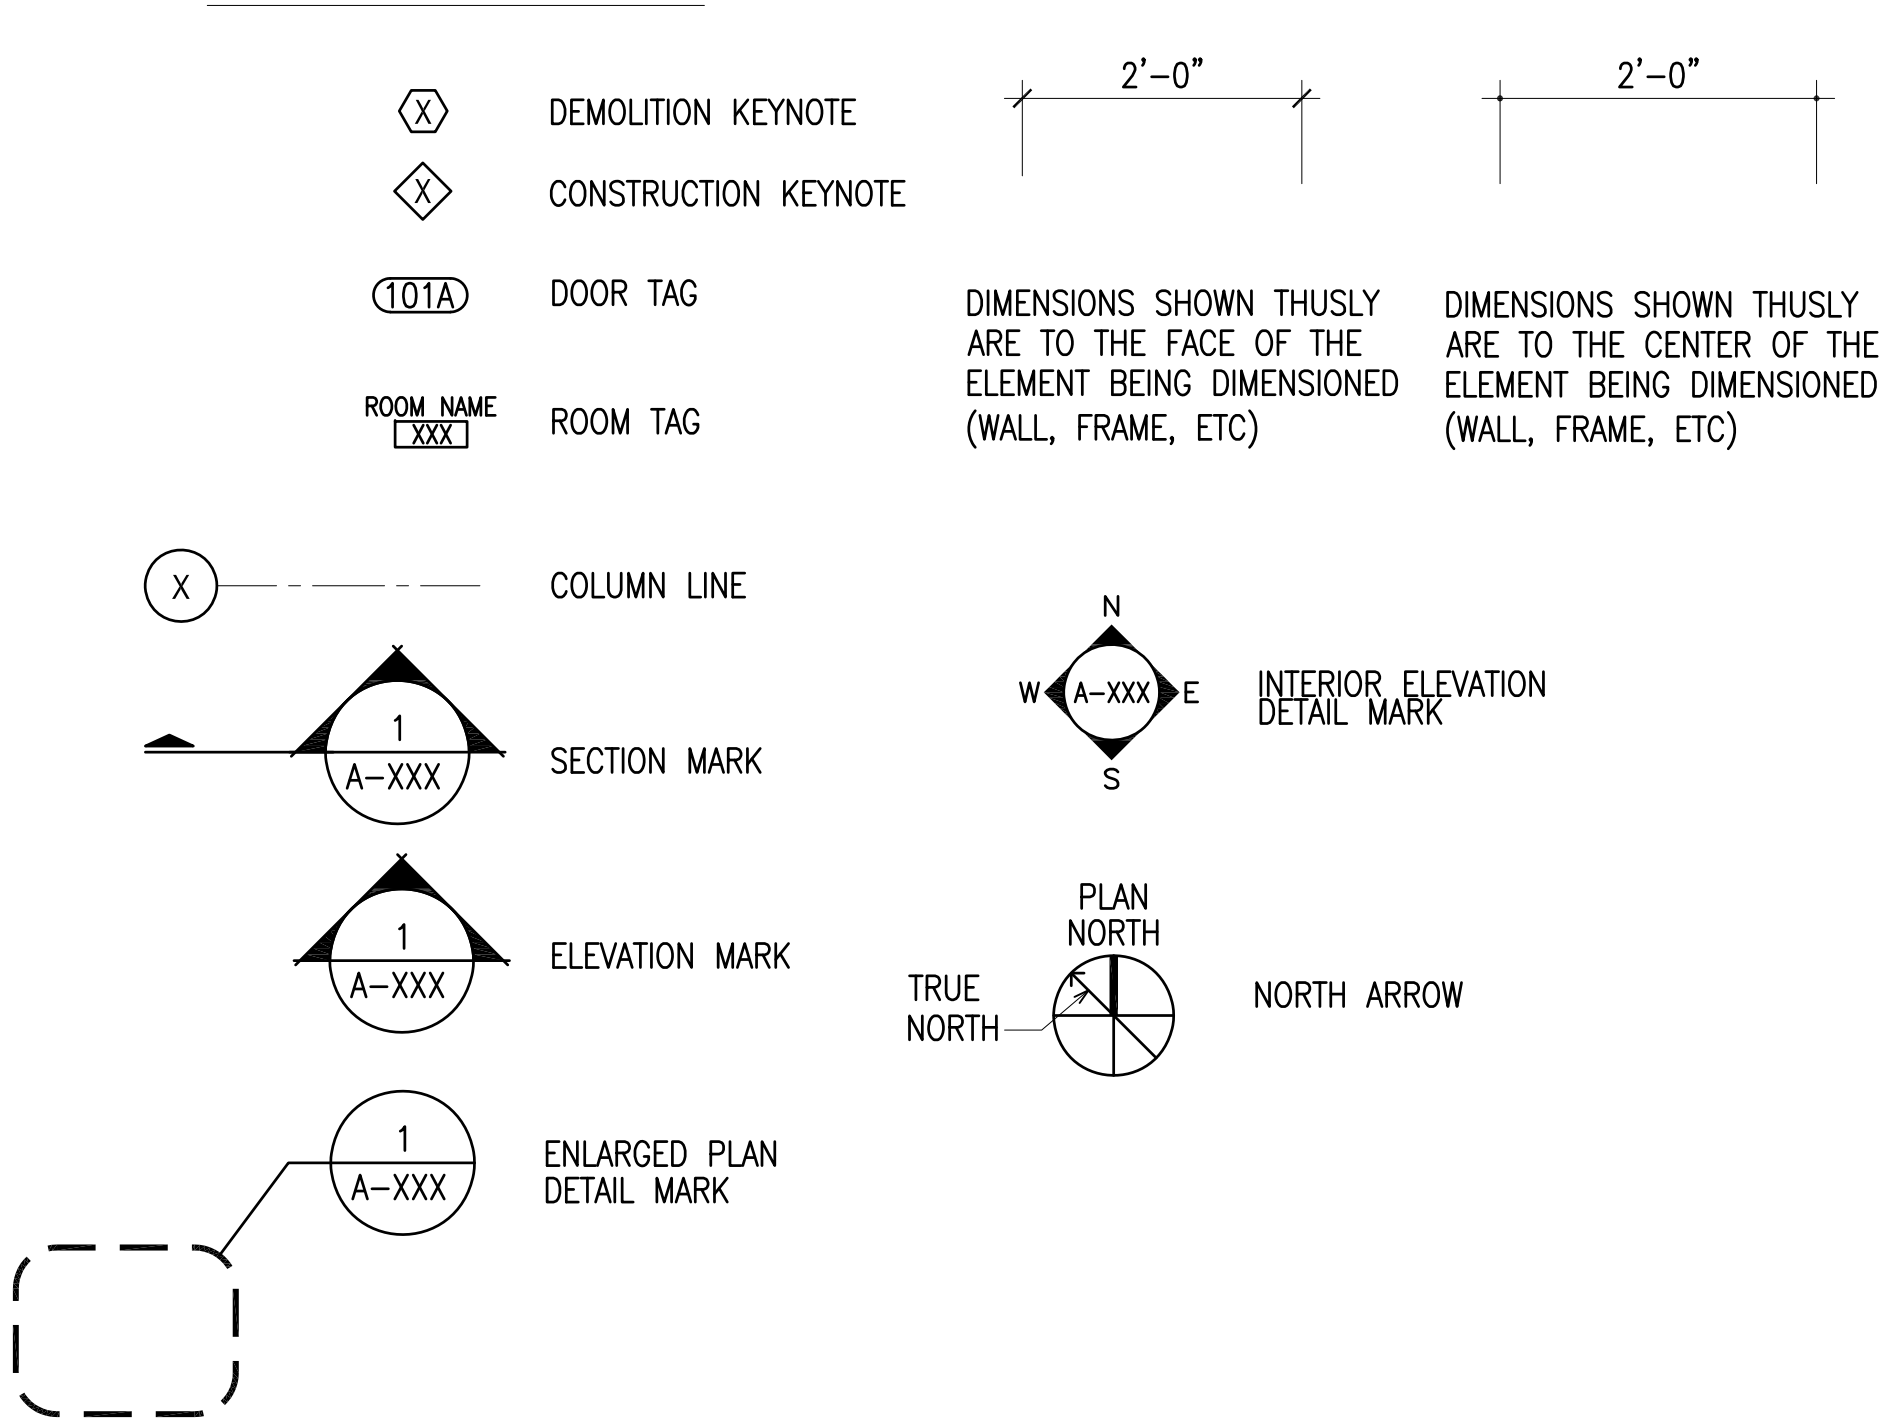 X
DEMOLITION KEYNOTE
X
CONSTRUCTION KEYNOTE
101A
DOOR TAG
ROOM NAME
XXX
ROOM TAG
X
COLUMN LINE
1
A-XXX
SECTION MARK
1
A-XXX
ELEVATION MARK
1
A-XXX
ENLARGED PLAN
DETAIL MARK
2'-0"
DIMENSIONS SHOWN THUSLY
ARE TO THE FACE OF THE
ELEMENT BEING DIMENSIONED
(WALL, FRAME, ETC)
2'-0"
DIMENSIONS SHOWN THUSLY
ARE TO THE CENTER OF THE
ELEMENT BEING DIMENSIONED
(WALL, FRAME, ETC)
N
W
A-XXX
E
S
INTERIOR ELEVATION
DETAIL MARK
PLAN
NORTH
TRUE
NORTH
NORTH ARROW